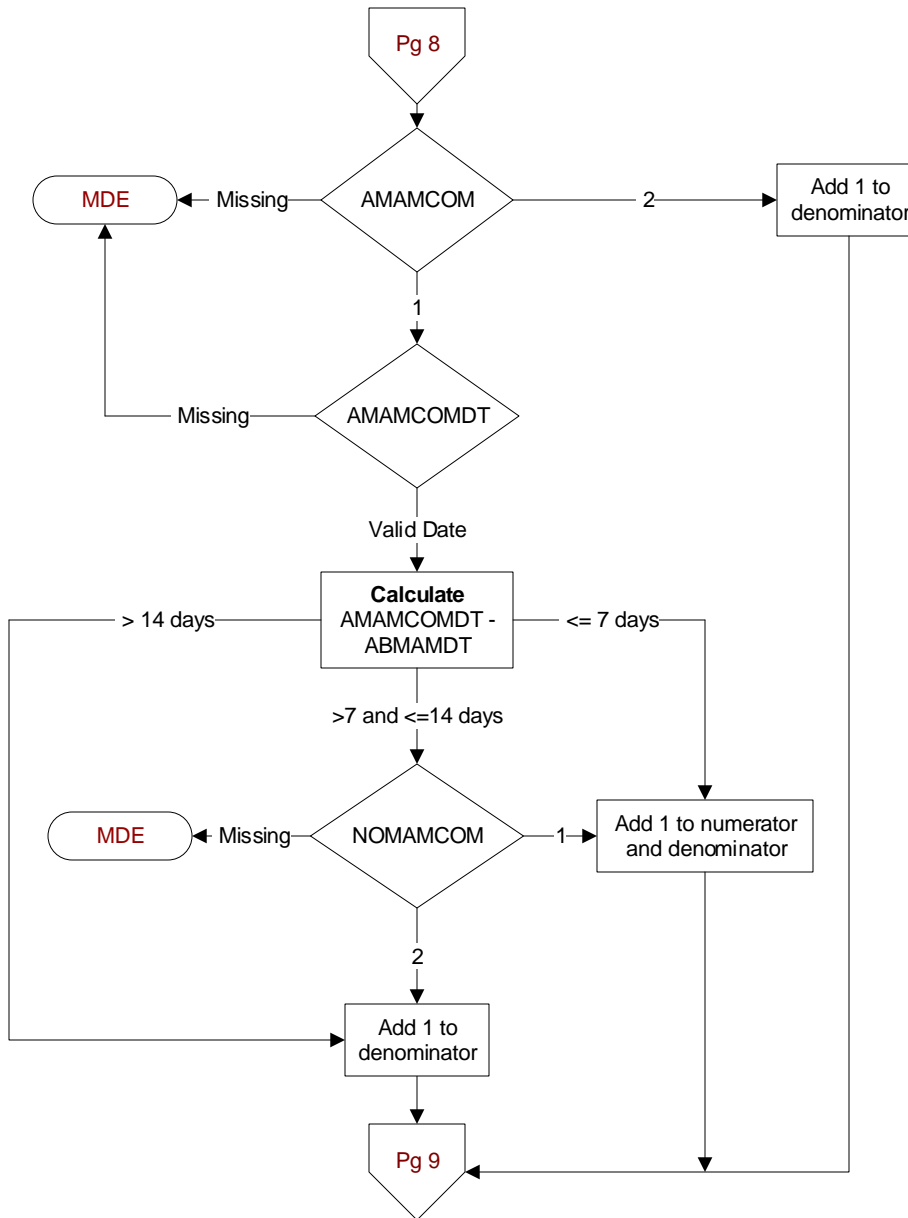 Pg 8
MDE
Missing
AMAMCOM
2
Add 1 to
denominator
1
Missing
AMAMCOMDT
Valid Date
> 14 days
Calculate
AMAMCOMDT -
ABMAMDT
<= 7 days
>7 and <=14 days
MDE
Missing
NOMAMCOM
1
Add 1 to numerator
and denominator
2
Add 1 to
denominator
Pg 9